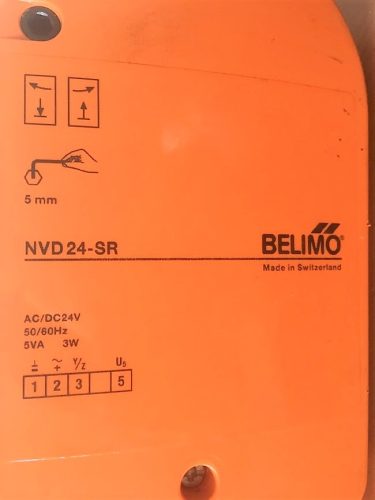 5 mm
NVD 24-SR
BELIMO®
Made in Switzerland
AC/DC24V
50/60Hz
5VA 3W
⊥ ~ Y/Z U5
= +
1 2 3 5